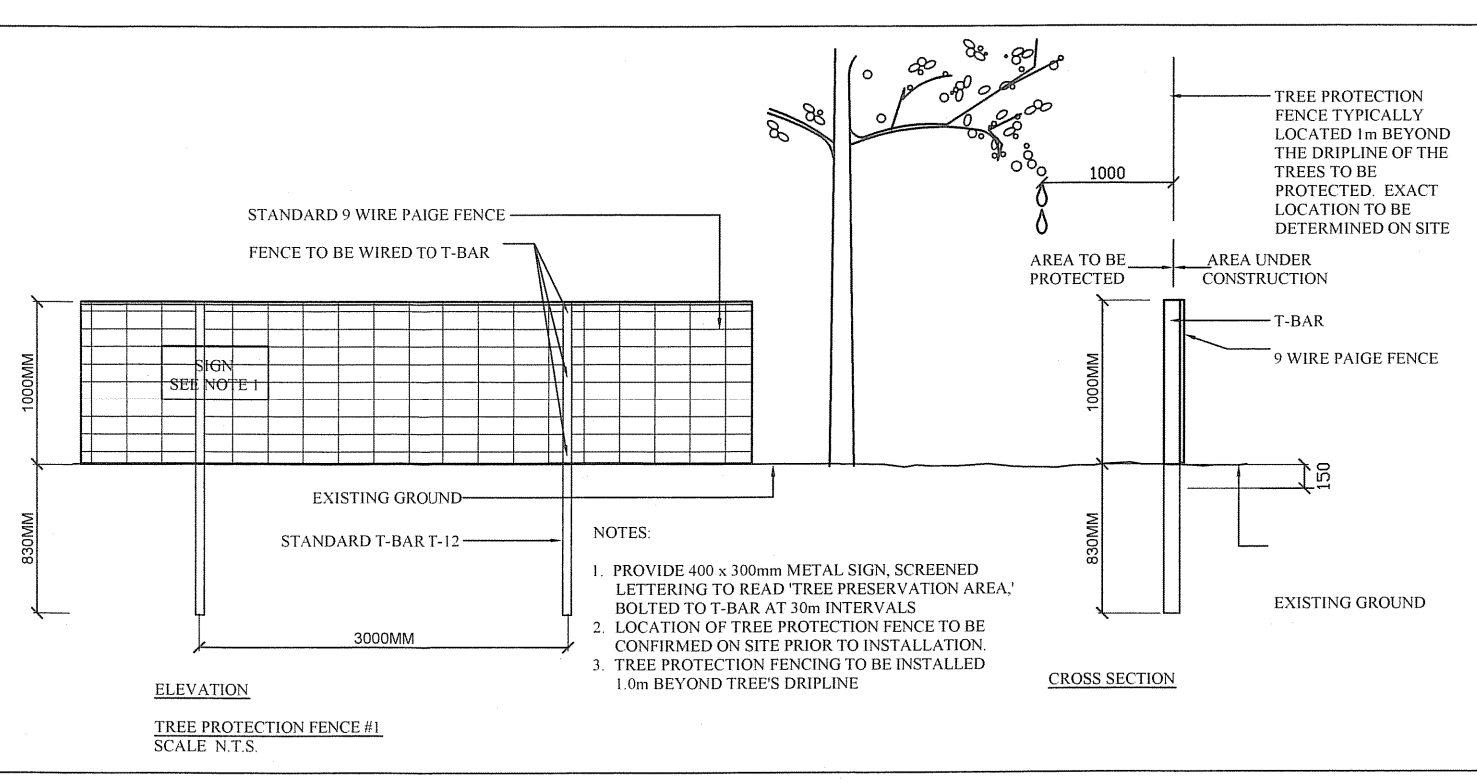 STANDARD 9 WIRE PAIGE FENCE
FENCE TO BE WIRED TO T-BAR
SIGN
SEE NOTE 1
1000MM
830MM
EXISTING GROUND
STANDARD T-BAR T-12
3000MM
ELEVATION
TREE PROTECTION FENCE #1
SCALE N.T.S.
NOTES:
1. PROVIDE 400 x 300mm METAL SIGN, SCREENED
LETTERING TO READ 'TREE PRESERVATION AREA,'
BOLTED TO T-BAR AT 30m INTERVALS
2. LOCATION OF TREE PROTECTION FENCE TO BE
CONFIRMED ON SITE PRIOR TO INSTALLATION.
3. TREE PROTECTION FENCING TO BE INSTALLED
1.0m BEYOND TREE'S DRIPLINE
1000
TREE PROTECTION
FENCE TYPICALLY
LOCATED 1m BEYOND
THE DRIPLINE OF THE
TREES TO BE
PROTECTED. EXACT
LOCATION TO BE
DETERMINED ON SITE
AREA TO BE
PROTECTED
AREA UNDER
CONSTRUCTION
T-BAR
9 WIRE PAIGE FENCE
1000MM
150
830MM
EXISTING GROUND
CROSS SECTION